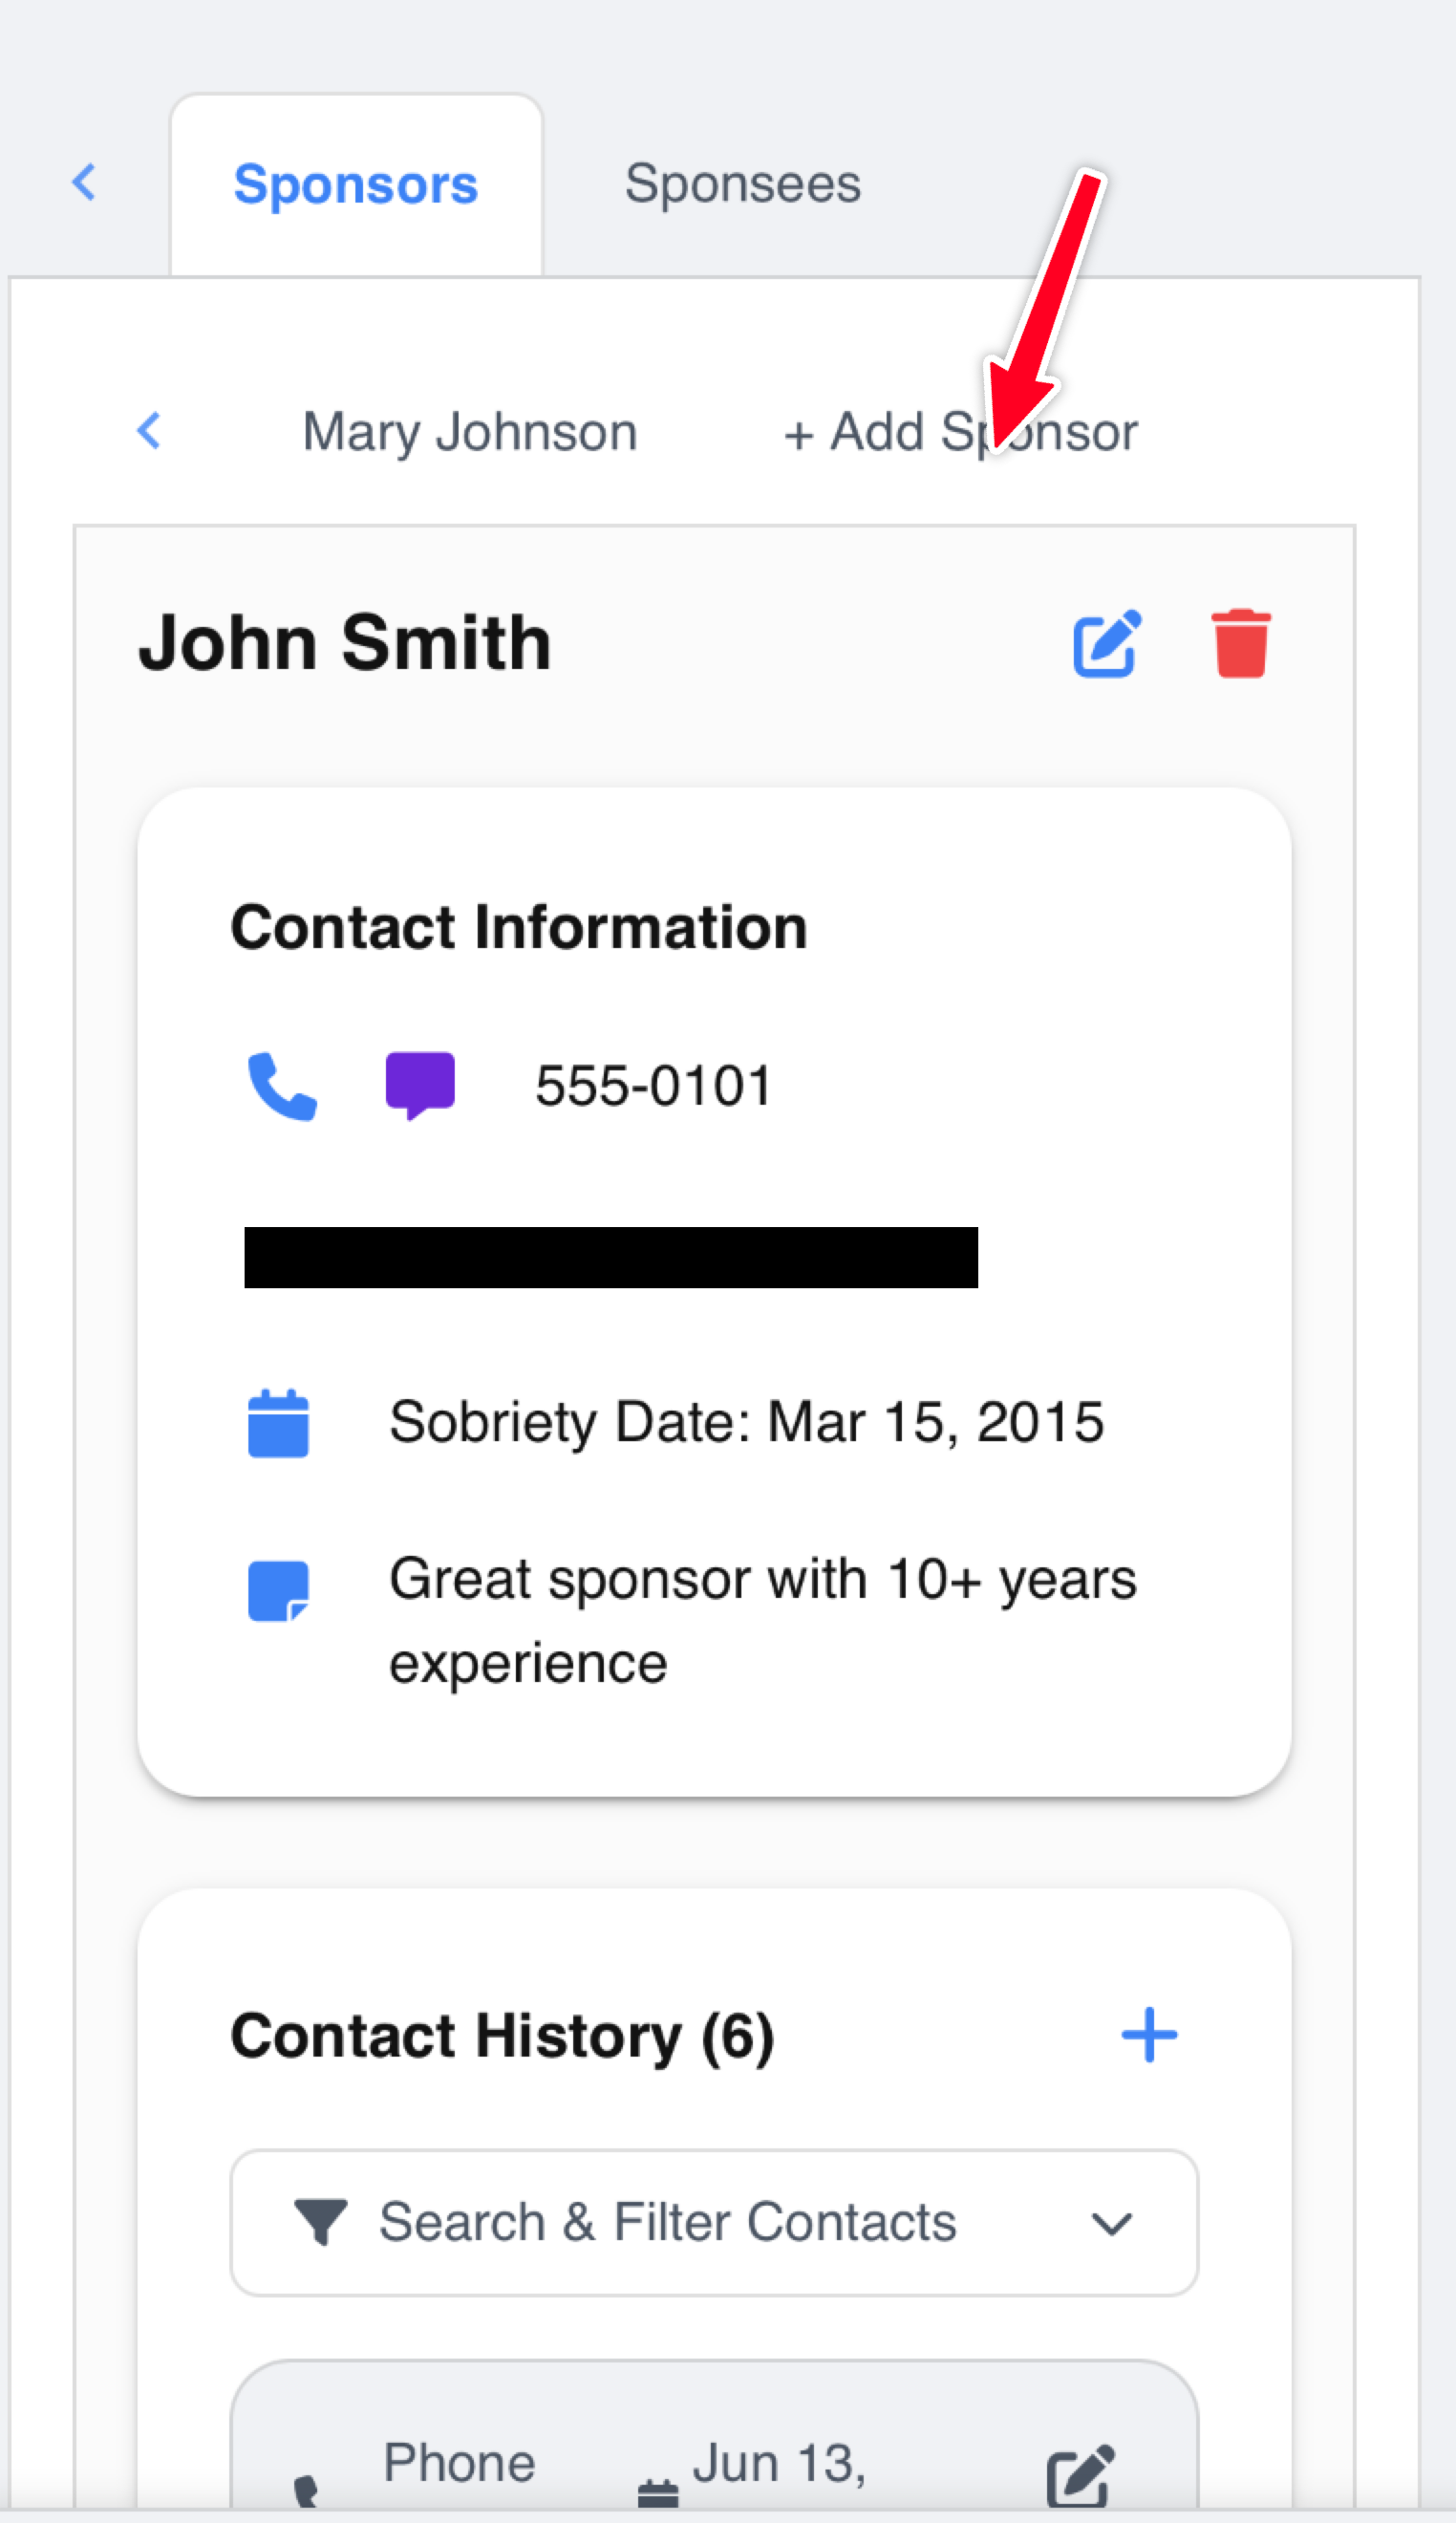 Sponsors Sponsees
Mary Johnson + Add Sponsor
John Smith
Contact Information
555-0101
Sobriety Date: Mar 15, 2015
Great sponsor with 10+ years
experience
Contact History (6)
Search & Filter Contacts
Phone Jun 13,